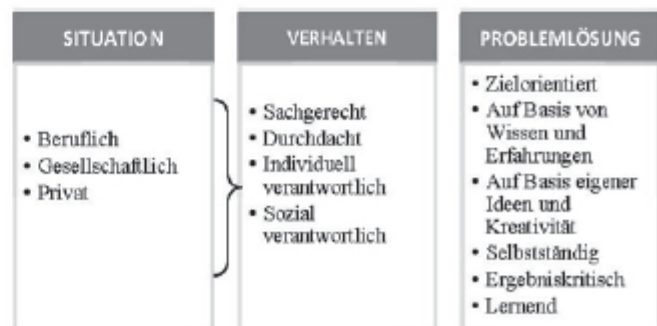 SITUATION
• Beruflich
• Gesellschaftlich
• Privat
VERHALTEN
• Sachgerecht
• Durchdacht
• Individuell
verantwortlich
• Sozial
verantwortlich
PROBLEMLÖSUNG
• Zielorientiert
• Auf Basis von
Wissen und
Erfahrungen
• Auf Basis eigener
Ideen und
Kreativität
• Selbstständig
• Ergebniskritisch
• Lernend